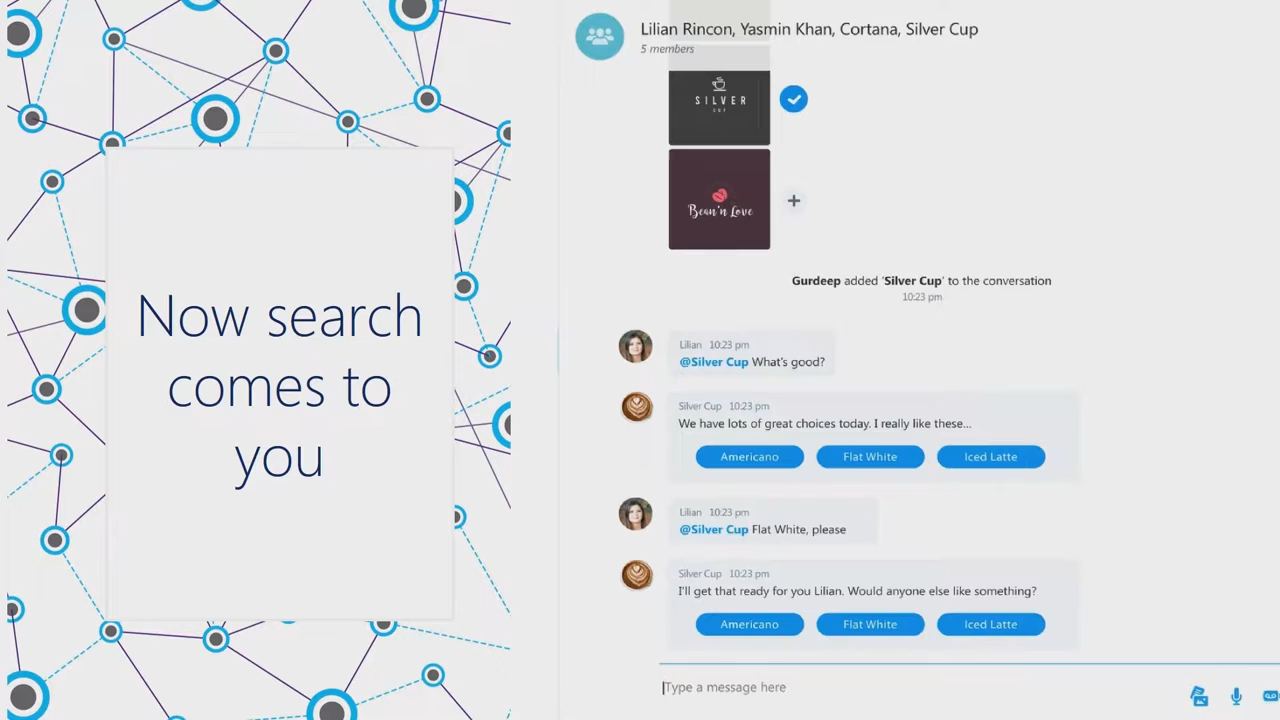 Now search
comes to
you
Lilian Rincon, Yasmin Khan, Cortana, Silver Cup
5 members
SILVER
CUP
Bean'n Love
Gurdeep added 'Silver Cup' to the conversation
10:23 pm
Lilian 10:23 pm
@Silver Cup What's good?
Silver Cup 10:23 pm
We have lots of great choices today. I really like these...
Americano Flat White Iced Latte
Lilian 10:23 pm
@Silver Cup Flat White, please
Silver Cup 10:23 pm
I'll get that ready for you Lilian. Would anyone else like something?
Americano Flat White Iced Latte
Type a message here